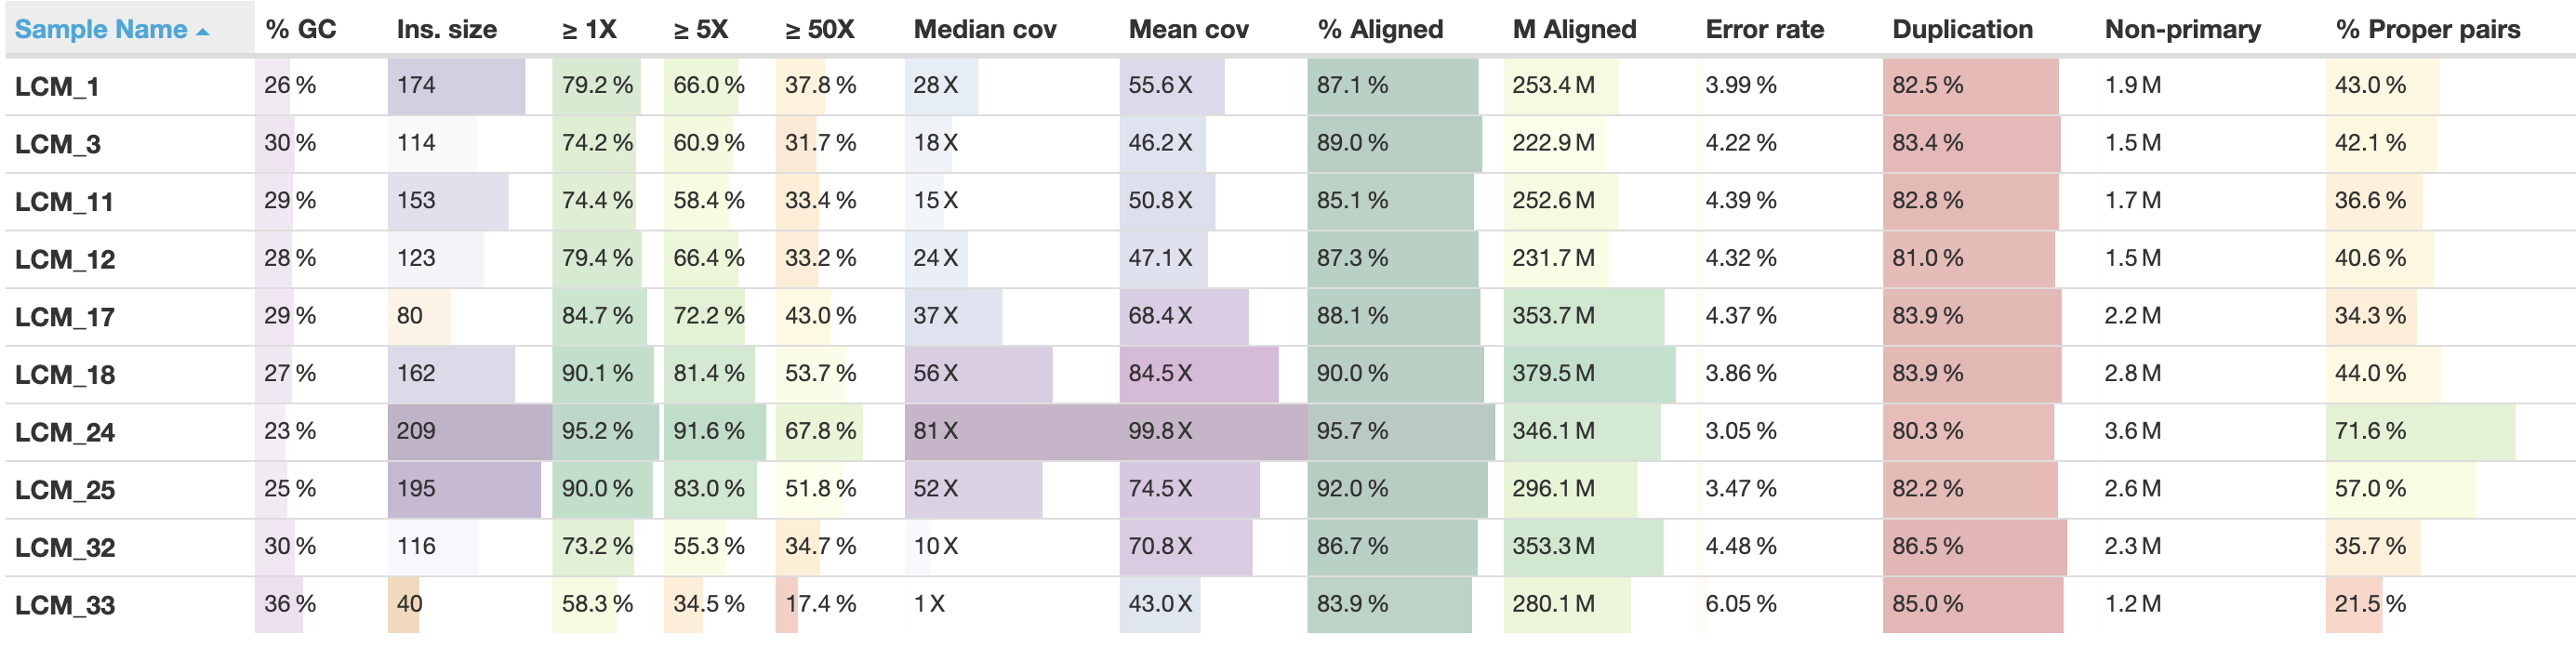 Sample Name % GC Ins. size ≥ 1X ≥ 5X ≥ 50X Median cov Mean cov % Aligned M Aligned Error rate Duplication Non-primary % Proper pairs
LCM_1 26 % 174 79.2 % 66.0 % 37.8 % 28 X 55.6 X 87.1 % 253.4 M 3.99 % 82.5 % 1.9 M 43.0 %
LCM_3 30 % 114 74.2 % 60.9 % 31.7 % 18 X 46.2 X 89.0 % 222.9 M 4.22 % 83.4 % 1.5 M 42.1 %
LCM_11 29 % 153 74.4 % 58.4 % 33.4 % 15 X 50.8 X 85.1 % 252.6 M 4.39 % 82.8 % 1.7 M 36.6 %
LCM_12 28 % 123 79.4 % 66.4 % 33.2 % 24 X 47.1 X 87.3 % 231.7 M 4.32 % 81.0 % 1.5 M 40.6 %
LCM_17 29 % 80 84.7 % 72.2 % 43.0 % 37 X 68.4 X 88.1 % 353.7 M 4.37 % 83.9 % 2.2 M 34.3 %
LCM_18 27 % 162 90.1 % 81.4 % 53.7 % 56 X 84.5 X 90.0 % 379.5 M 3.86 % 83.9 % 2.8 M 44.0 %
LCM_24 23 % 209 95.2 % 91.6 % 67.8 % 81 X 99.8 X 95.7 % 346.1 M 3.05 % 80.3 % 3.6 M 71.6 %
LCM_25 25 % 195 90.0 % 83.0 % 51.8 % 52 X 74.5 X 92.0 % 296.1 M 3.47 % 82.2 % 2.6 M 57.0 %
LCM_32 30 % 116 73.2 % 55.3 % 34.7 % 10 X 70.8 X 86.7 % 353.3 M 4.48 % 86.5 % 2.3 M 35.7 %
LCM_33 36 % 40 58.3 % 34.5 % 17.4 % 1 X 43.0 X 83.9 % 280.1 M 6.05 % 85.0 % 1.2 M 21.5 %